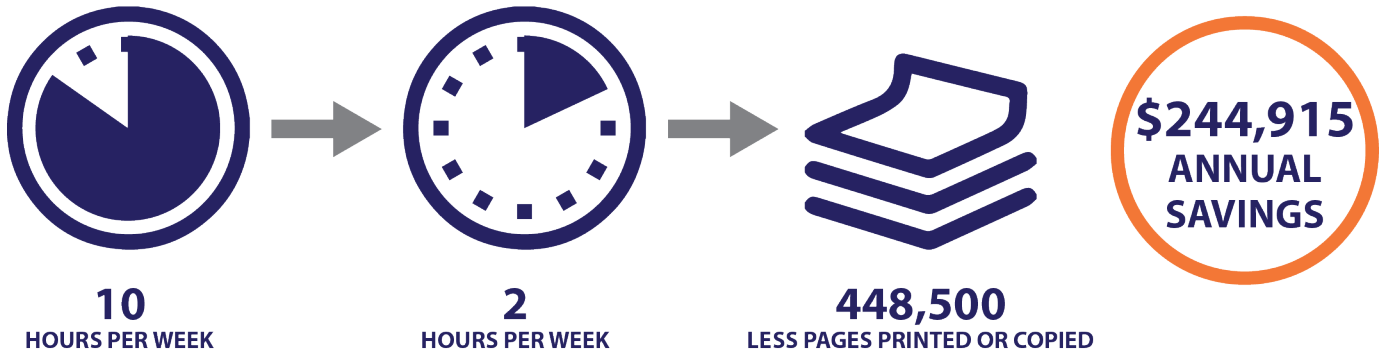 10
HOURS PER WEEK
2
HOURS PER WEEK
448,500
LESS PAGES PRINTED OR COPIED
$244,915
ANNUAL
SAVINGS